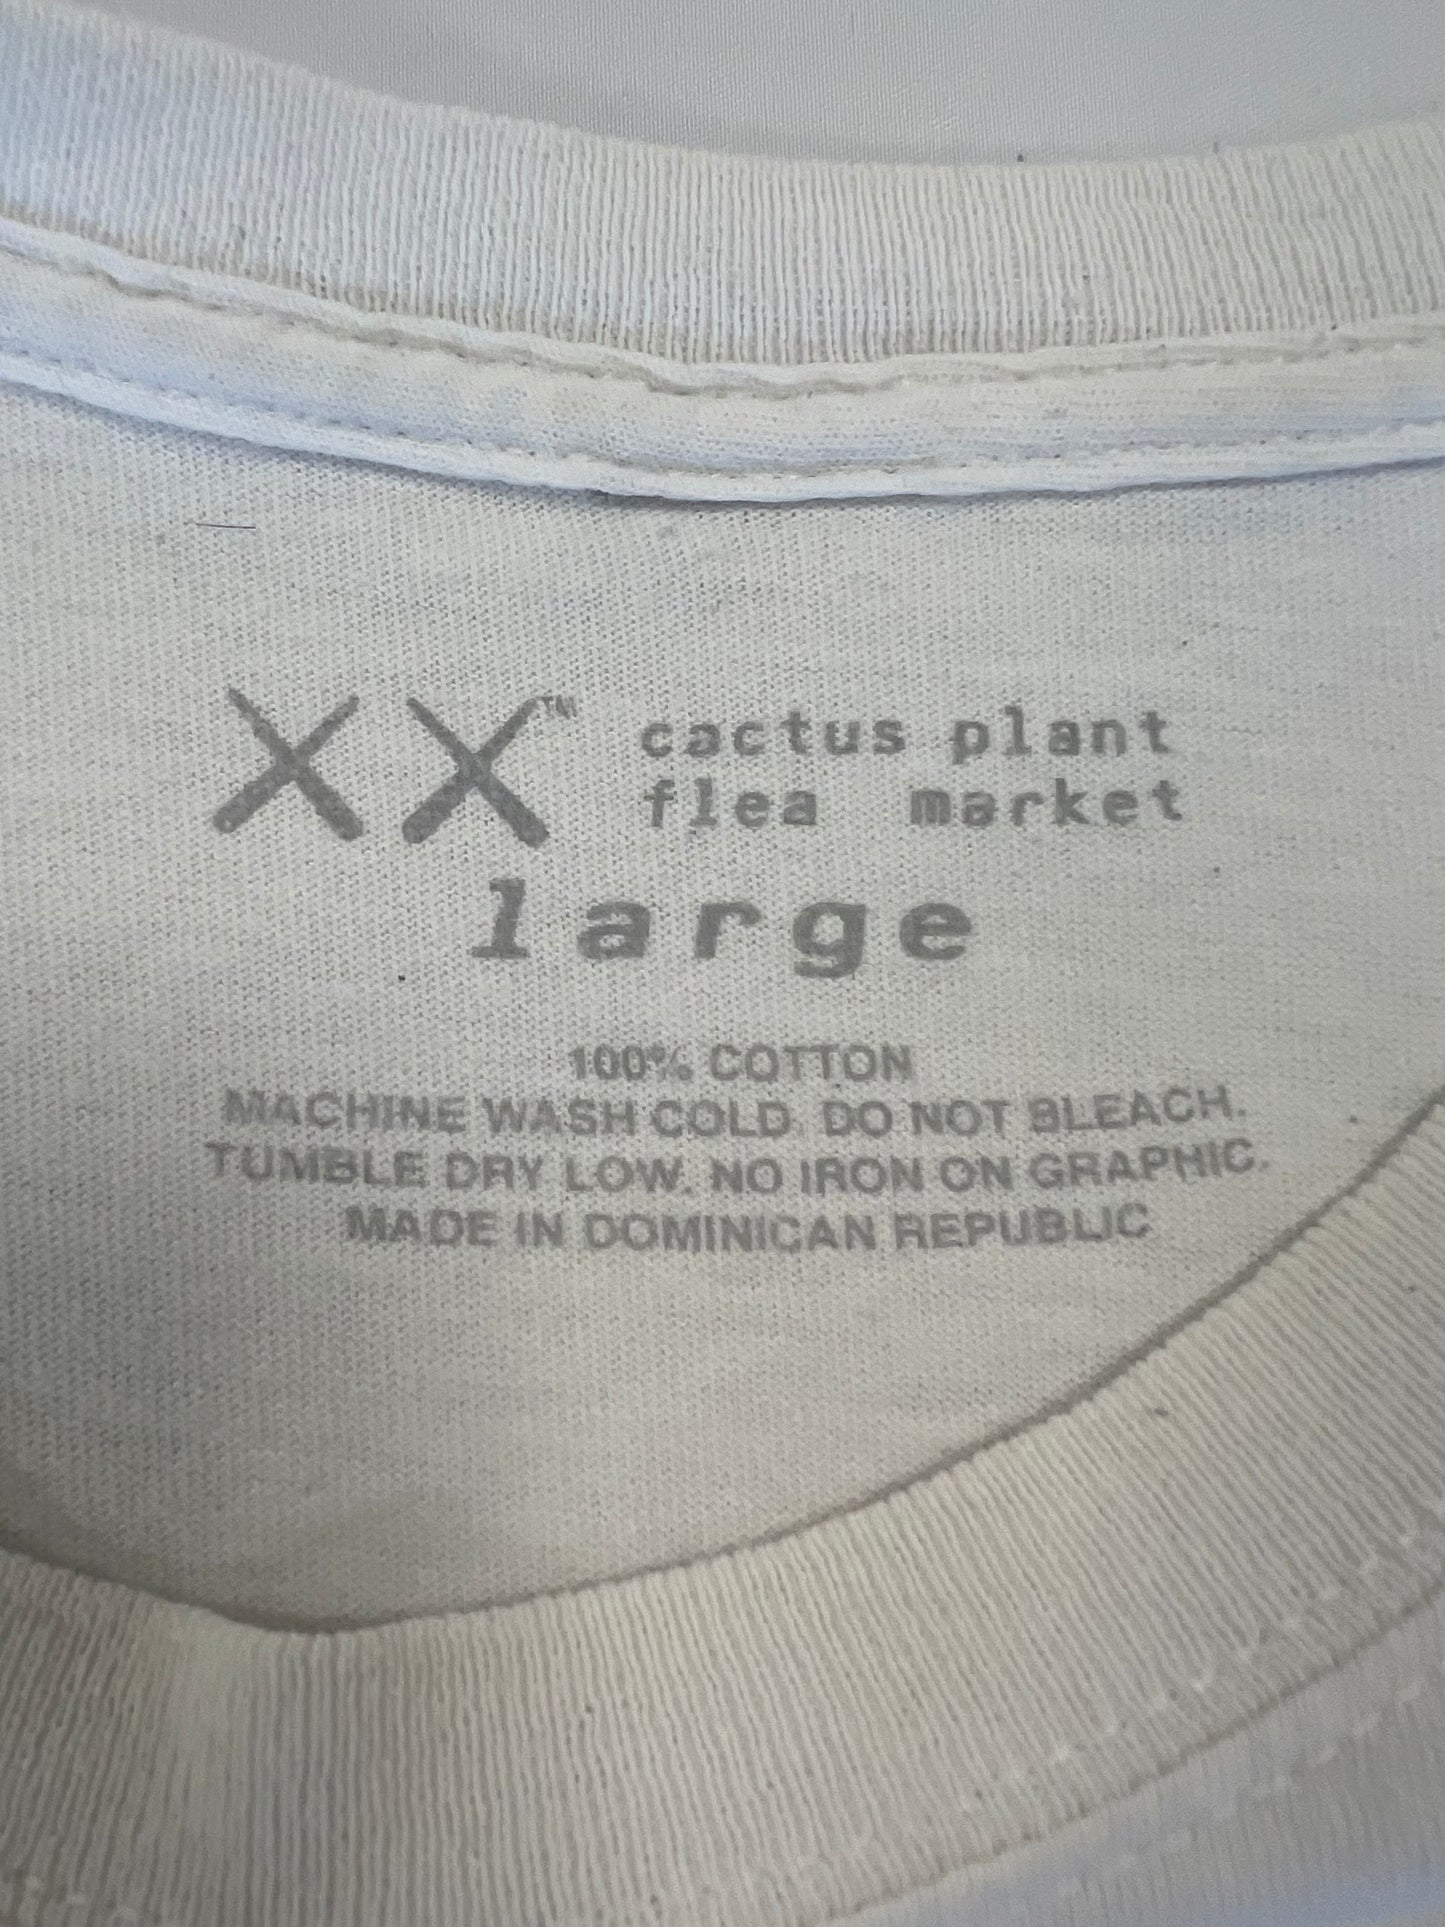 XX™ cactus plant
flea market
large
100% COTTON
MACHINE WASH COLD. DO NOT BLEACH.
TUMBLE DRY LOW. NO IRON ON GRAPHIC.
MADE IN DOMINICAN REPUBLIC